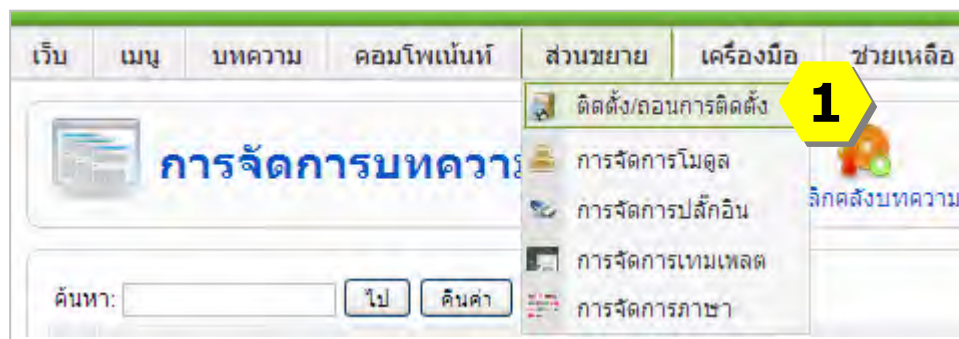 เว็บ เมนู บทความ คอมโพเน้นท์ ส่วนขยาย เครื่องมือ ช่วยเหลือ
ติดตั้ง/ถอนการติดตั้ง 1
การจัดการบทความ การจัดการโมดูล
การจัดการปลั๊กอิน ลิกคลังบทความ
การจัดการเทมเพลต
ค้นหา: ไป คืนค่า การจัดการภาษา